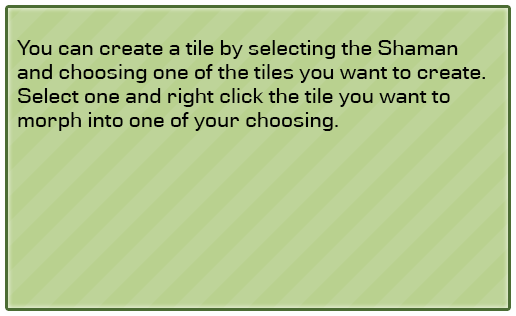 You can create a tile by selecting the Shaman
and choosing one of the tiles you want to create.
Select one and right click the tile you want to
morph into one of your choosing.